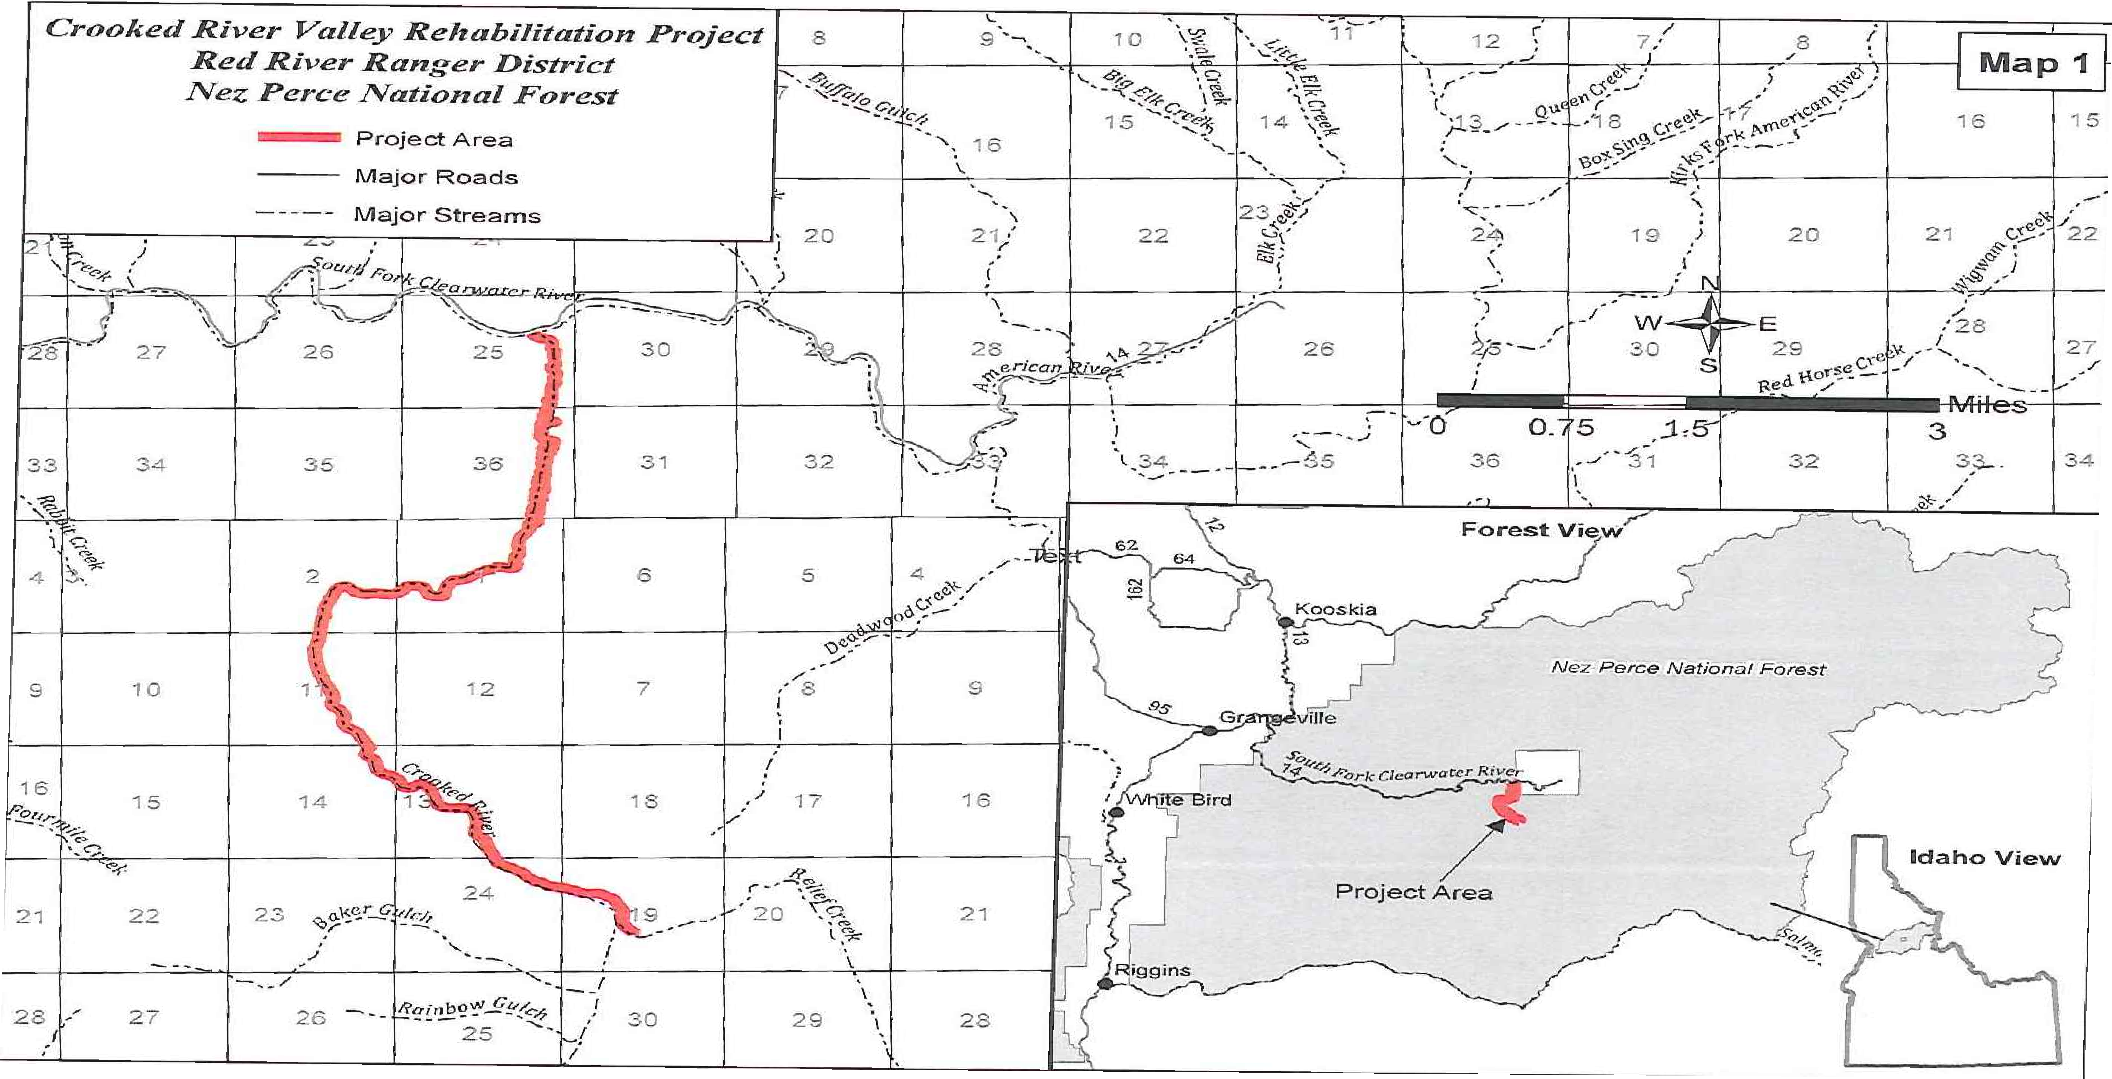 Crooked River Valley Rehabilitation Project
Red River Ranger District
Nez Perce National Forest
Project Area
Major Roads
Major Streams
Map 1
8 9 10 11 12 7 8
Buffalo Gulch
Big Elk Creek
Swale Creek
Little Elk Creek
Queen Creek
Box Sing Creek
Kirks Fork American River
7 16 15 14 13 18 17 16 15
20 21 22 23 24 19 20 21 22
Elk Creek
Wigwam Creek
21 Creek
South Fork Clearwater River
N
W E
S
28 27 26 25 30 29 28 27 26 25 30 29 28 27
American River
14
Red Horse Creek
Miles
0 0.75 1.5 3
33 34 35 36 31 32 33 34 35 36 31 32 33 34
Rabbit Creek
Text
4 2 1 6 5 4
Deadwood Creek
9 10 11 12 7 8 9
16 15 14 13 18 17 16
Crooked River
Fourmile Creek
21 22 23 24 19 20 21
Baker Gulch
Relief Creek
28 27 26 25 30 29 28
Rainbow Gulch
Forest View
12
62
64
162
Kooskia
13
Nez Perce National Forest
95
Grangeville
South Fork Clearwater River
14
White Bird
Project Area
Riggins
Idaho View